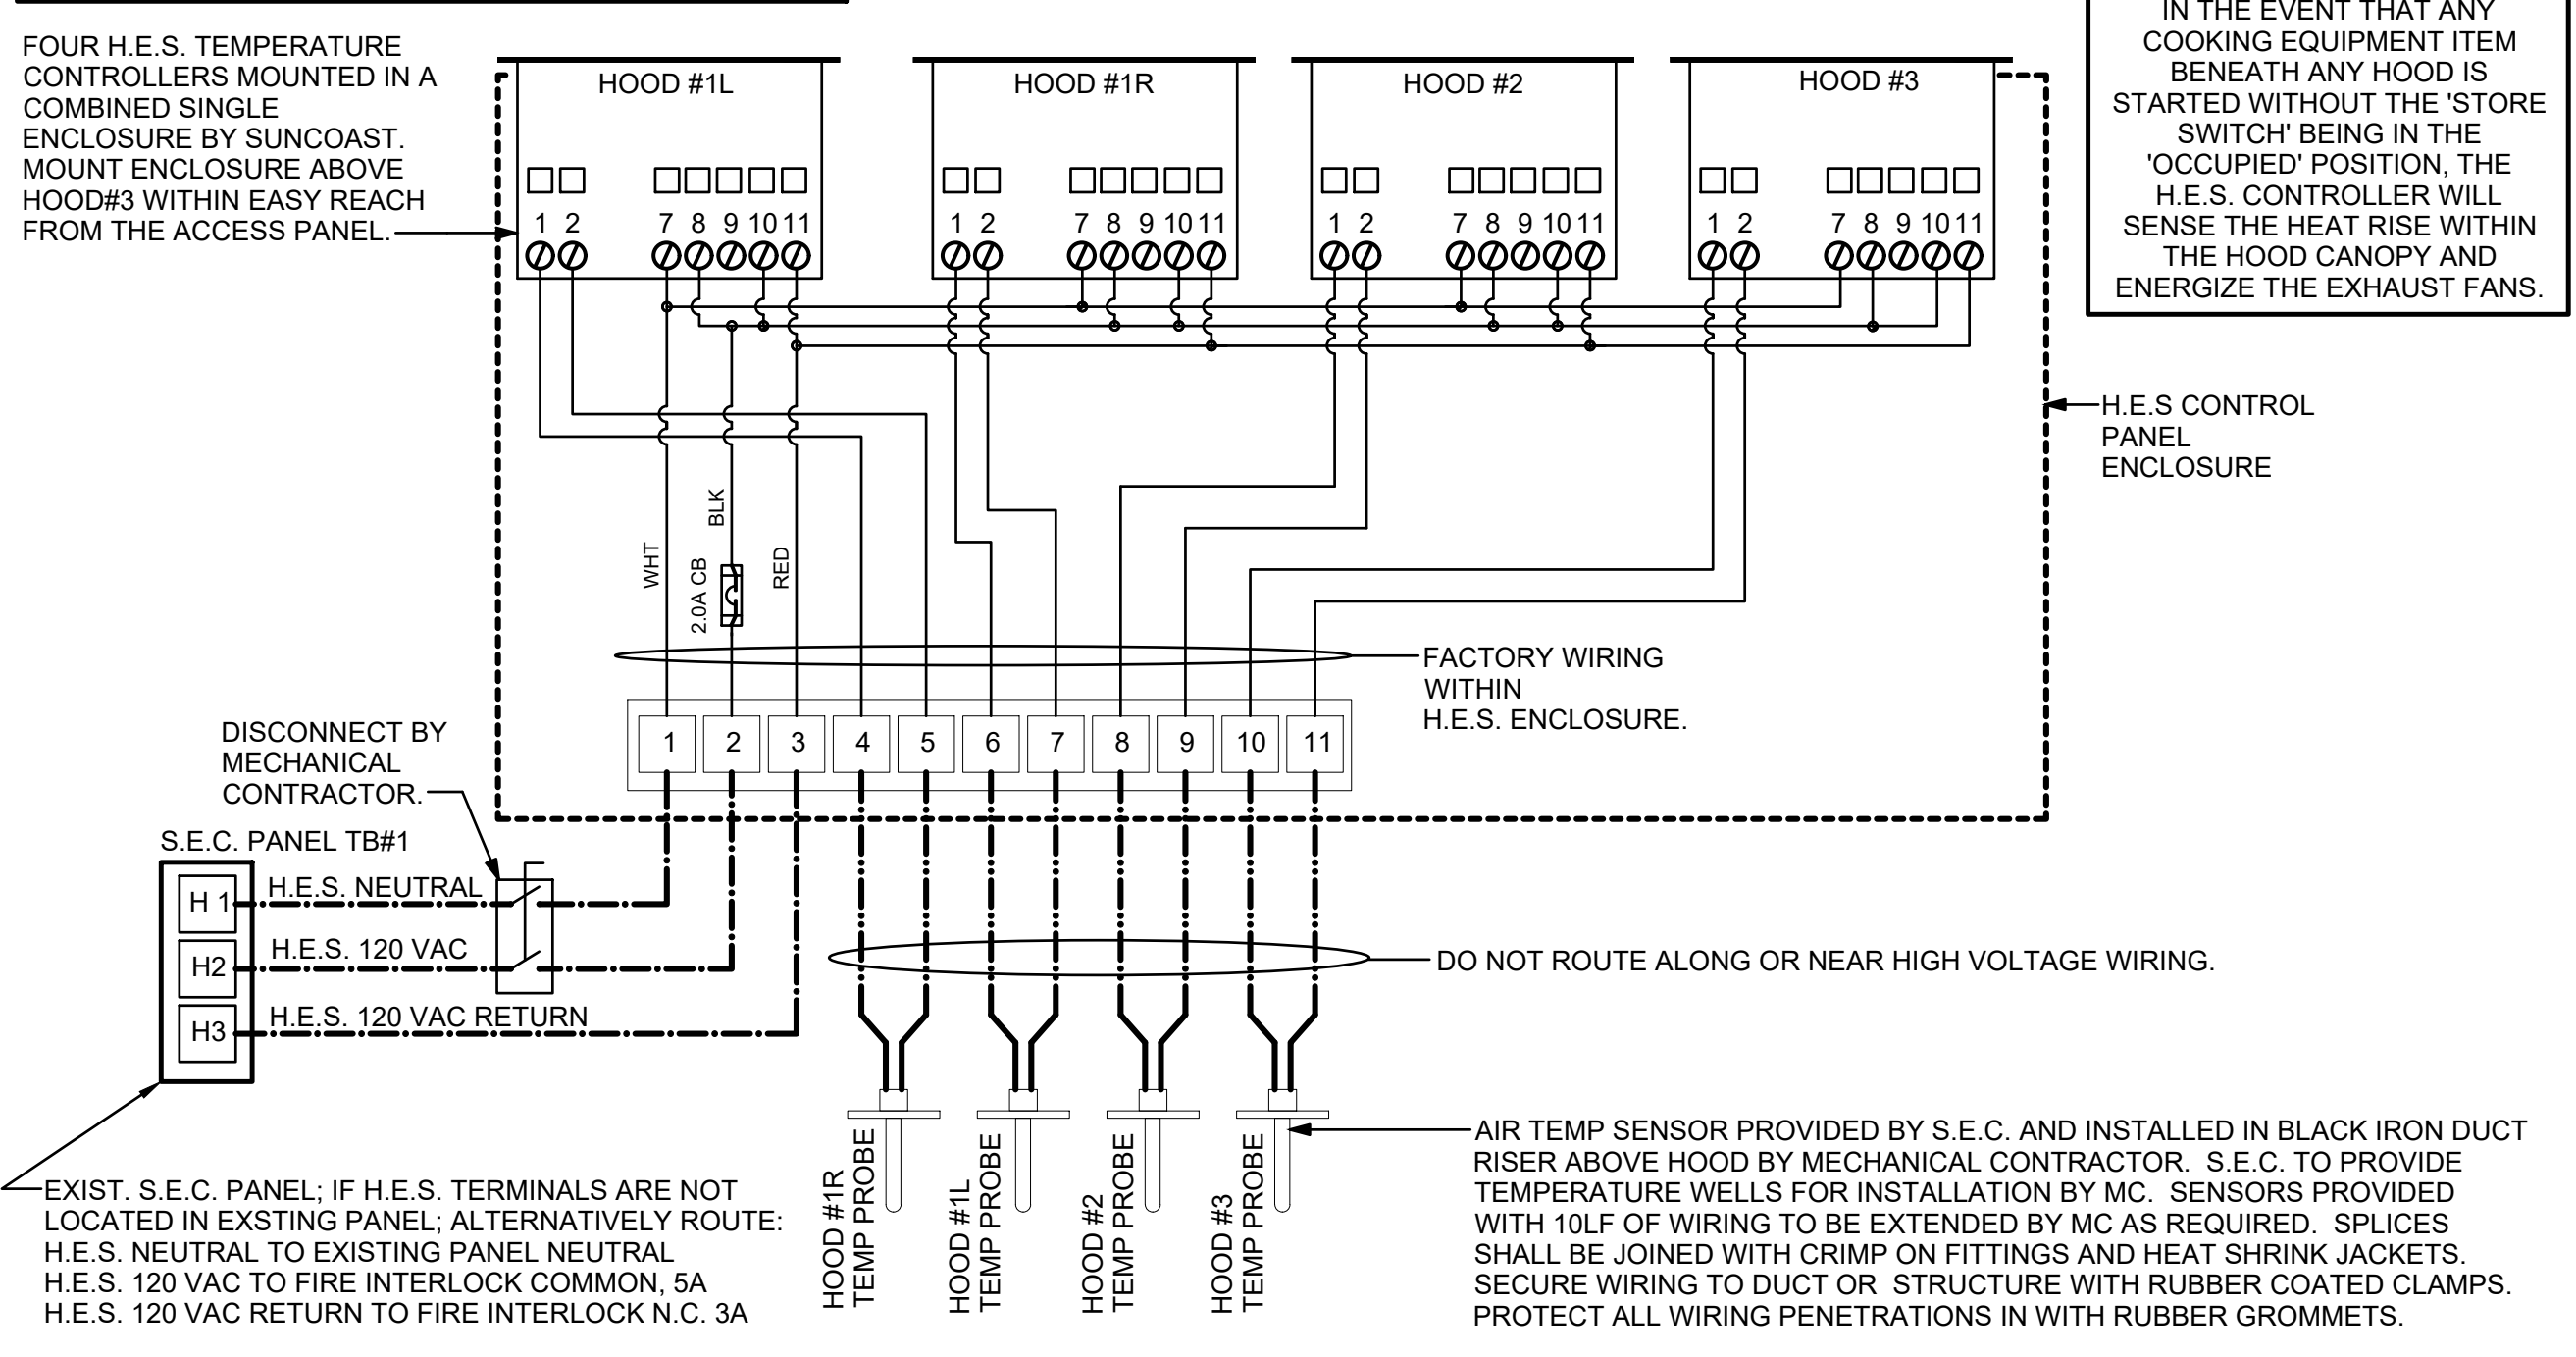 FOUR H.E.S. TEMPERATURE
CONTROLLERS MOUNTED IN A
COMBINED SINGLE
ENCLOSURE BY SUNCOAST.
MOUNT ENCLOSURE ABOVE
HOOD#3 WITHIN EASY REACH
FROM THE ACCESS PANEL.
HOOD #1L
1 2 7 8 9 10 11
HOOD #1R
1 2 7 8 9 10 11
HOOD #2
1 2 7 8 9 10 11
HOOD #3
1 2 7 8 9 10 11
IN THE EVENT THAT ANY
COOKING EQUIPMENT ITEM
BENEATH ANY HOOD IS
STARTED WITHOUT THE 'STORE
SWITCH' BEING IN THE
'OCCUPIED' POSITION, THE
H.E.S. CONTROLLER WILL
SENSE THE HEAT RISE WITHIN
THE HOOD CANOPY AND
ENERGIZE THE EXHAUST FANS.
H.E.S CONTROL
PANEL
ENCLOSURE
WHT
2.0A CB
BLK
RED
FACTORY WIRING
WITHIN
H.E.S. ENCLOSURE.
1 2 3 4 5 6 7 8 9 10 11
DISCONNECT BY
MECHANICAL
CONTRACTOR.
S.E.C. PANEL TB#1
H 1
H.E.S. NEUTRAL
H2
H.E.S. 120 VAC
H3
H.E.S. 120 VAC RETURN
DO NOT ROUTE ALONG OR NEAR HIGH VOLTAGE WIRING.
EXIST. S.E.C. PANEL; IF H.E.S. TERMINALS ARE NOT
LOCATED IN EXSTING PANEL; ALTERNATIVELY ROUTE:
H.E.S. NEUTRAL TO EXISTING PANEL NEUTRAL
H.E.S. 120 VAC TO FIRE INTERLOCK COMMON, 5A
H.E.S. 120 VAC RETURN TO FIRE INTERLOCK N.C. 3A
HOOD #1R
TEMP PROBE
HOOD #1L
TEMP PROBE
HOOD #2
TEMP PROBE
HOOD #3
TEMP PROBE
AIR TEMP SENSOR PROVIDED BY S.E.C. AND INSTALLED IN BLACK IRON DUCT
RISER ABOVE HOOD BY MECHANICAL CONTRACTOR. S.E.C. TO PROVIDE
TEMPERATURE WELLS FOR INSTALLATION BY MC. SENSORS PROVIDED
WITH 10LF OF WIRING TO BE EXTENDED BY MC AS REQUIRED. SPLICES
SHALL BE JOINED WITH CRIMP ON FITTINGS AND HEAT SHRINK JACKETS.
SECURE WIRING TO DUCT OR STRUCTURE WITH RUBBER COATED CLAMPS.
PROTECT ALL WIRING PENETRATIONS IN WITH RUBBER GROMMETS.